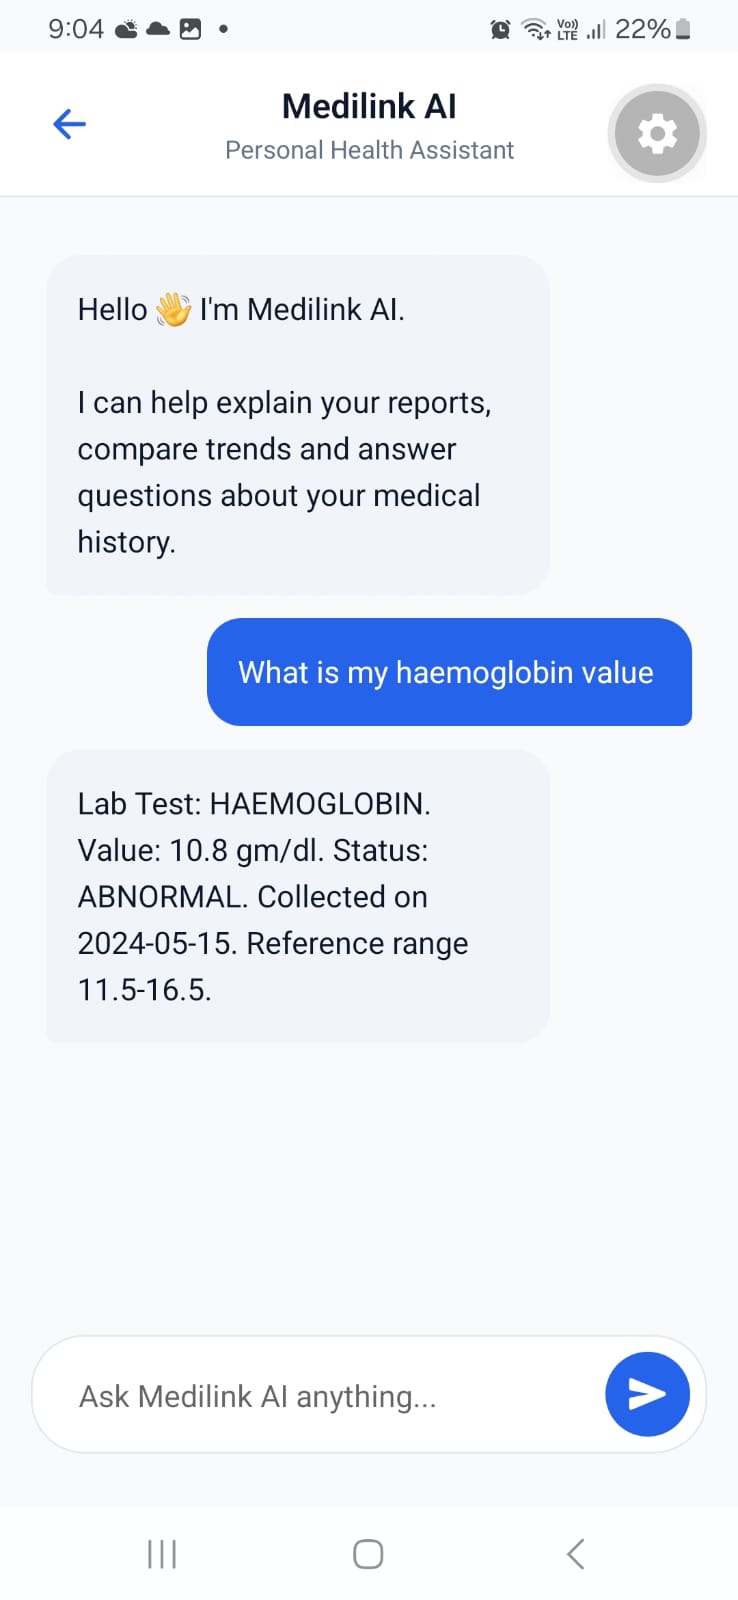 9:04
Vo))
LTE
22%
Medilink AI
Personal Health Assistant
Hello 👋 I'm Medilink AI.
I can help explain your reports,
compare trends and answer
questions about your medical
history.
What is my haemoglobin value
Lab Test: HAEMOGLOBIN.
Value: 10.8 gm/dl. Status:
ABNORMAL. Collected on
2024-05-15. Reference range
11.5-16.5.
Ask Medilink AI anything...